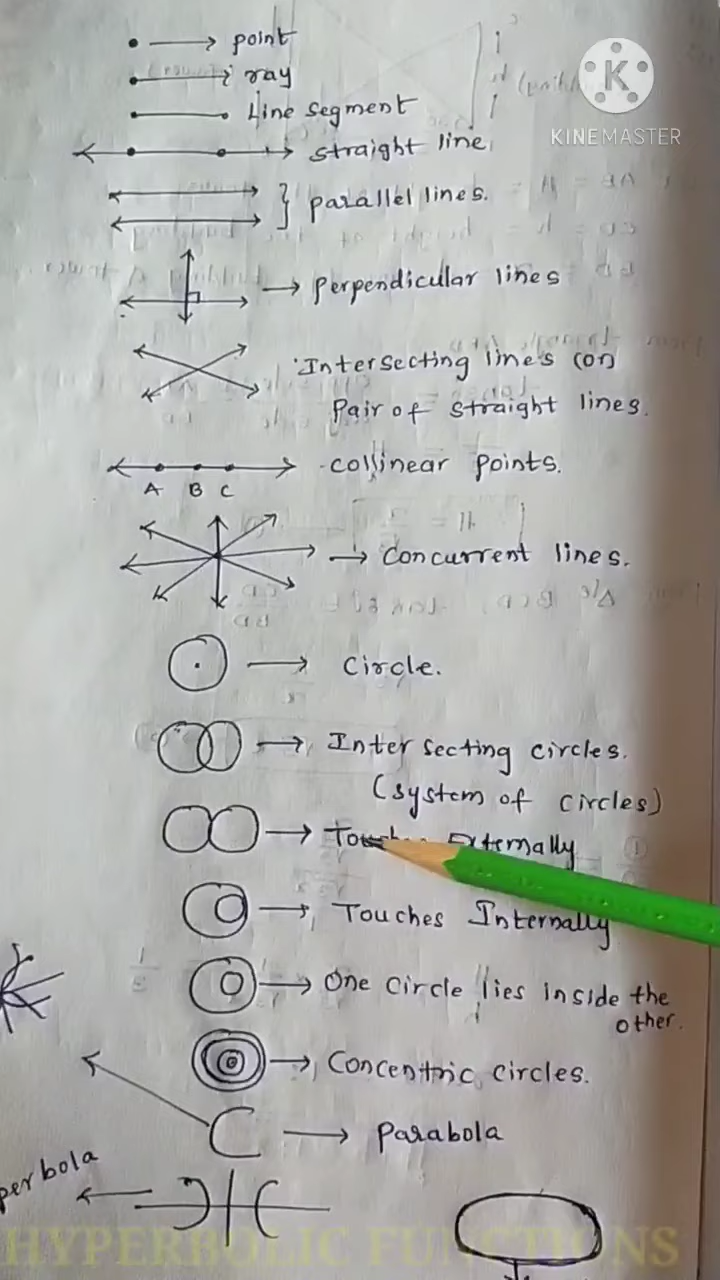 K
KINEMASTER
point
ray
Line segment
straight line
parallel lines.
perpendicular lines
Intersecting lines (or)
Pair of straight lines.
collinear points.
A B C
concurrent lines.
circle.
Intersecting circles.
(system of circles)
Externally
Touches Internally
One circle lies inside the
other.
Concentric circles.
parabola
perbola
HYPERBOLIC FUNCTIONS